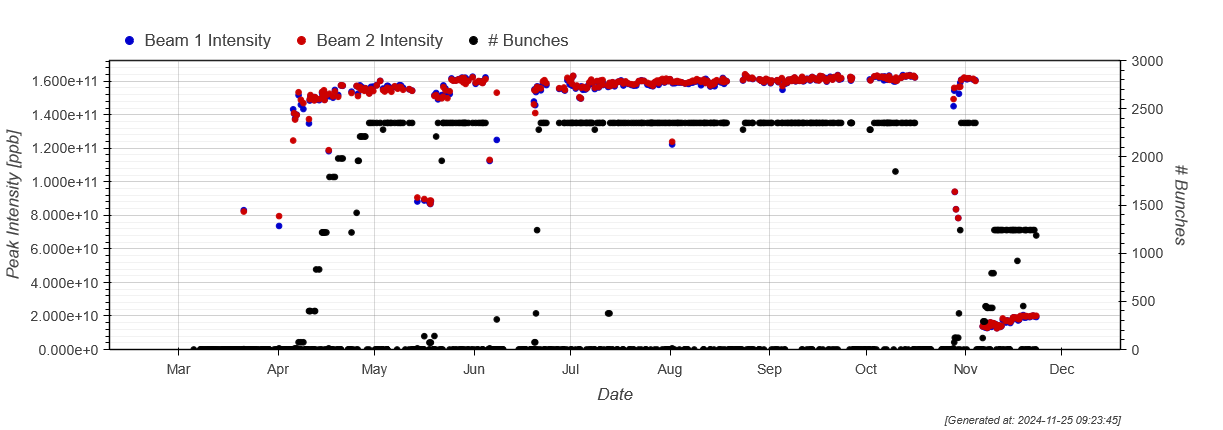 Beam 1 Intensity Beam 2 Intensity # Bunches
Peak Intensity [ppb]
1.600e+11
1.400e+11
1.200e+11
1.000e+11
8.000e+10
6.000e+10
4.000e+10
2.000e+10
0.000e+0
3000
2500
2000
1500
1000
500
0
# Bunches
Mar Apr May Jun Jul Aug Sep Oct Nov Dec
Date
[Generated at: 2024-11-25 09:23:45]